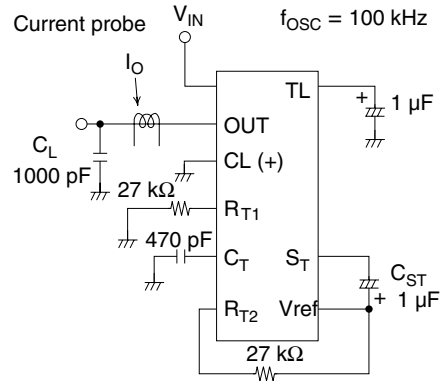 Current probe
V_IN
f_OSC = 100 kHz
I_O
TL
+
1 µF
OUT
C_L
1000 pF
CL (+)
27 kΩ
R_T1
470 pF
C_T
S_T
C_ST
+ 1 µF
R_T2
Vref
27 kΩ